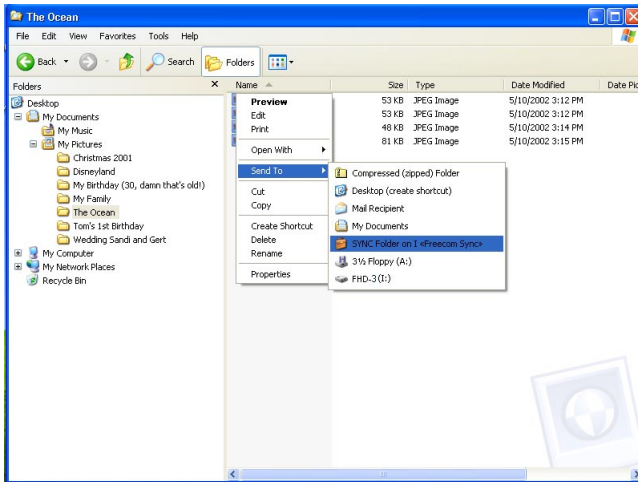 The Ocean
File Edit View Favorites Tools Help
Back Search Folders
Folders Name Size Type Date Modified Date Pic
Desktop
My Documents
My Music
My Pictures
Christmas 2001
Disneyland
My Birthday (30, damn that's old!)
My Family
The Ocean
Tom's 1st Birthday
Wedding Sandi and Gert
My Computer
My Network Places
Recycle Bin
53 KB JPEG Image 5/10/2002 3:12 PM
53 KB JPEG Image 5/10/2002 3:12 PM
48 KB JPEG Image 5/10/2002 3:14 PM
81 KB JPEG Image 5/10/2002 3:15 PM
Preview
Edit
Print
Open With
Send To
Cut
Copy
Create Shortcut
Delete
Rename
Properties
Compressed (zipped) Folder
Desktop (create shortcut)
Mail Recipient
My Documents
SYNC Folder on I <Freecom Sync>
3½ Floppy (A:)
FHD-3(I:)